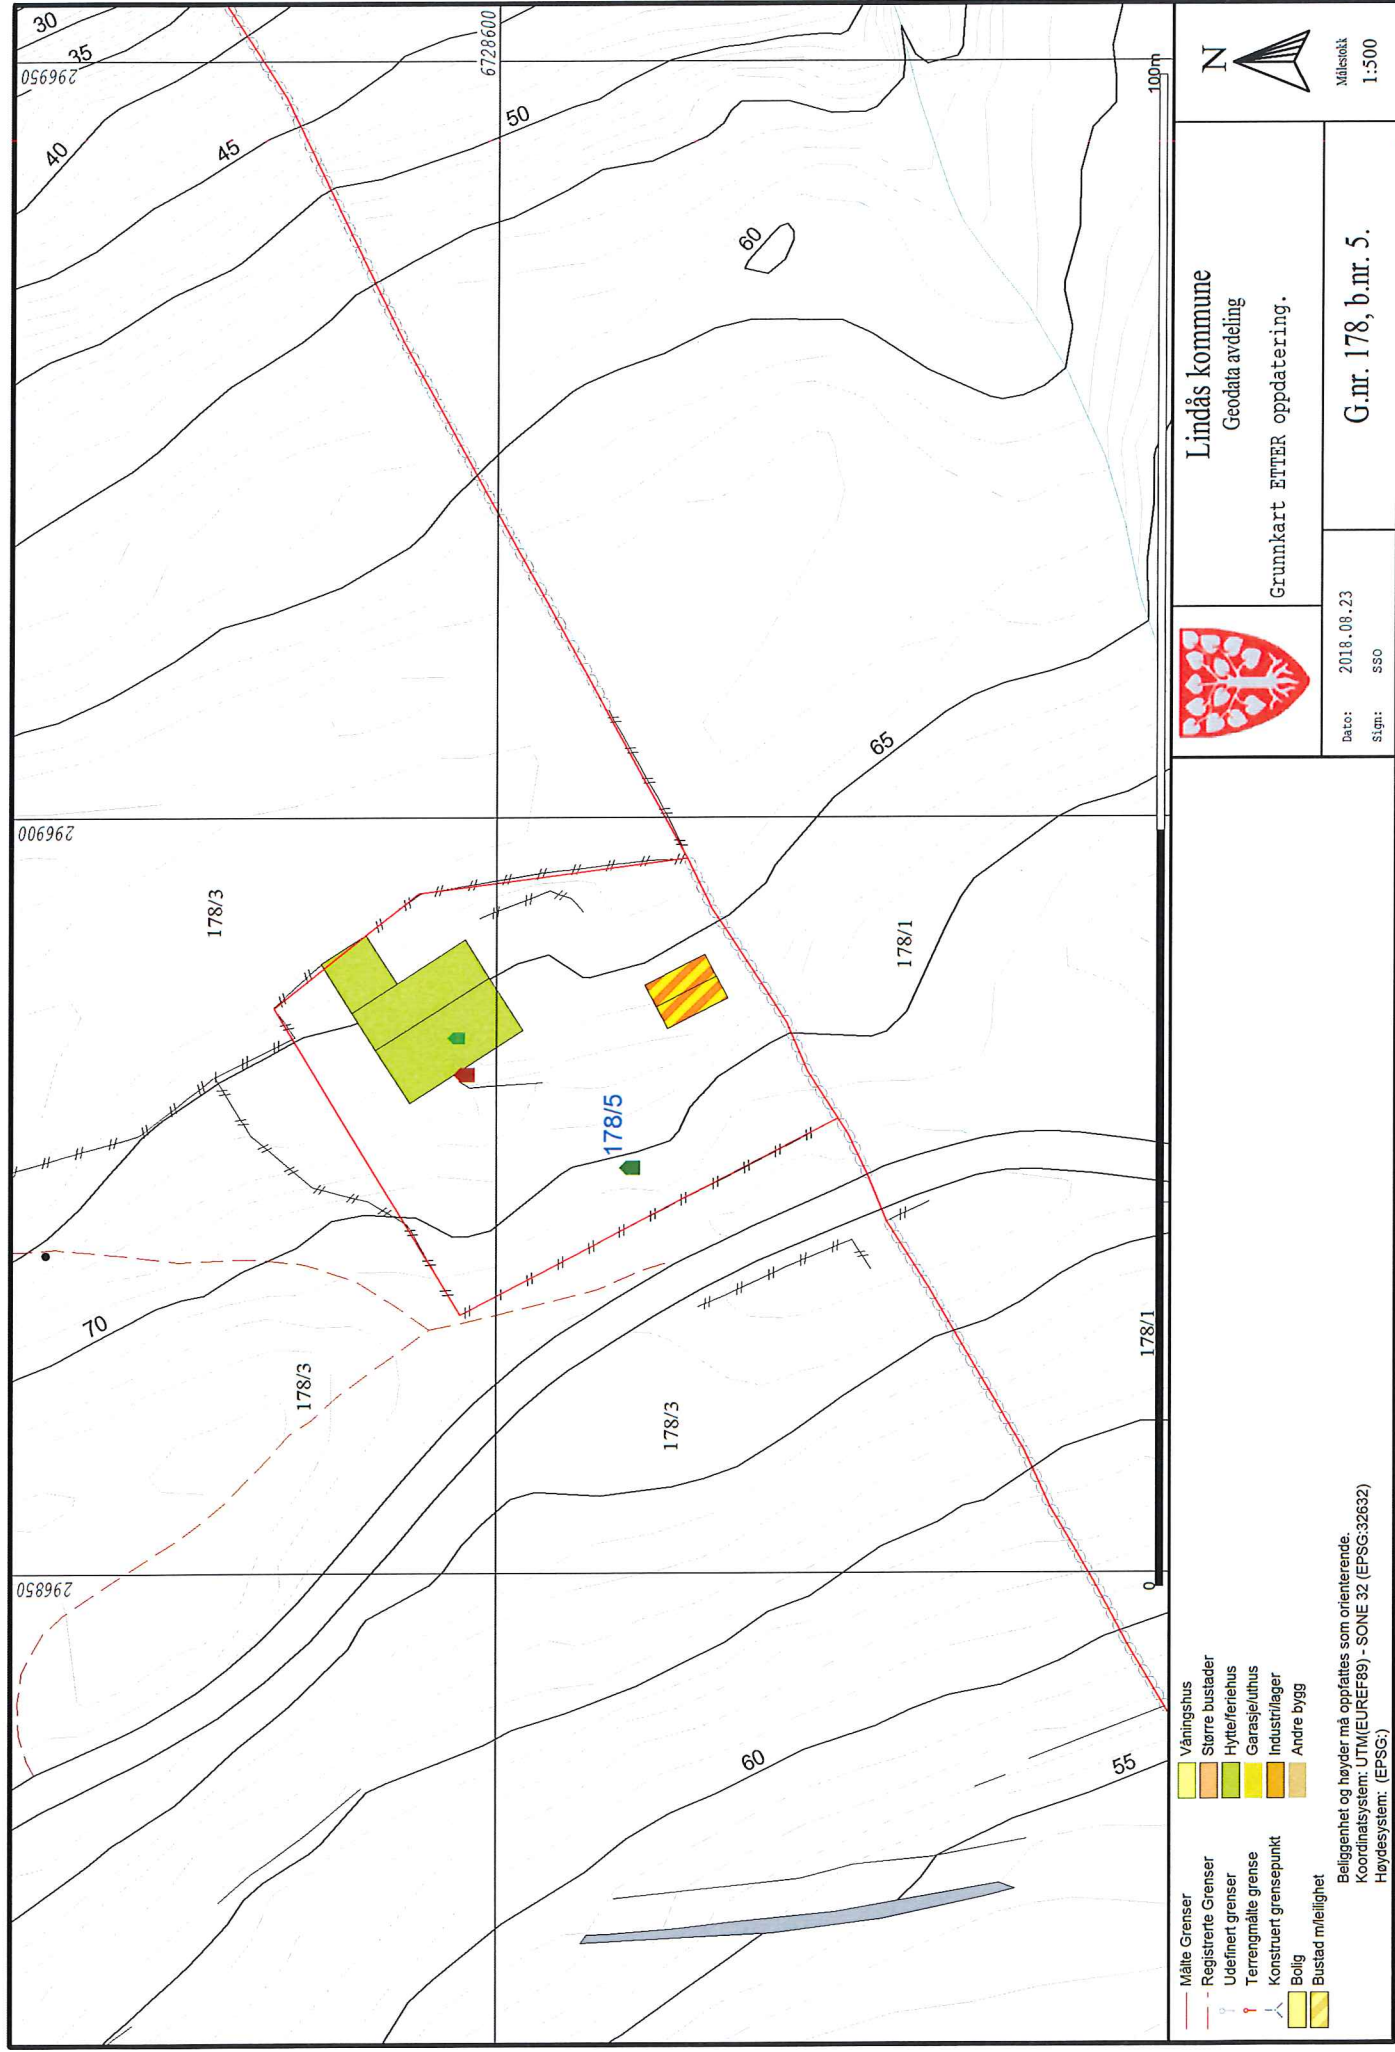 296850
296900
296950
30
35
40
45
6728600
50
178/3
70
178/3
178/5
60
178/3
65
178/1
60
55
178/1
0
100m
Målte Grenser
Registrerte Grenser
Udefinert grenser
Terrengmålte grense
Konstruert grensepunkt
Bolig
Bustad m/leilighet
Våningshus
Større bustader
Hytte/feriehus
Garasje/uthus
Industri/lager
Andre bygg
Beliggenhet og høyder må oppfattes som orienterende.
Koordinatsystem: UTM(EUREF89) - SONE 32 (EPSG:32632)
Høydesystem: (EPSG:)
Lindås kommune
Geodata avdeling
Grunnkart ETTER oppdatering.
Dato: 2018.08.23
Sign: sso
G.nr. 178, b.nr. 5.
N
Målestokk
1:500